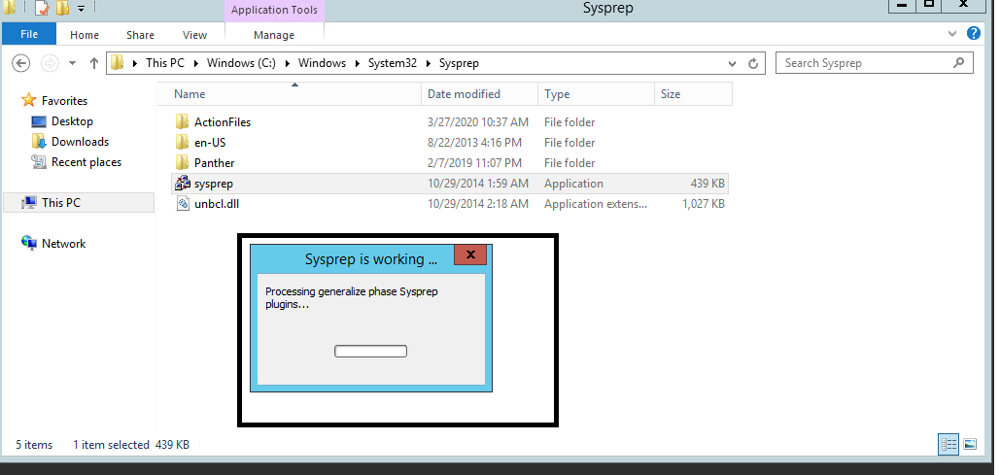 Application Tools
Sysprep
File Home Share View Manage
This PC Windows (C:) Windows System32 Sysprep
Search Sysprep
Name Date modified Type Size
Favorites
Desktop
Downloads
Recent places
This PC
Network
ActionFiles 3/27/2020 10:37 AM File folder
en-US 8/22/2013 4:16 PM File folder
Panther 2/7/2019 11:07 PM File folder
sysprep 10/29/2014 1:59 AM Application 439 KB
unbcl.dll 10/29/2014 2:18 AM Application extens... 1,027 KB
Sysprep is working ...
x
Processing generalize phase Sysprep
plugins...
5 items 1 item selected 439 KB